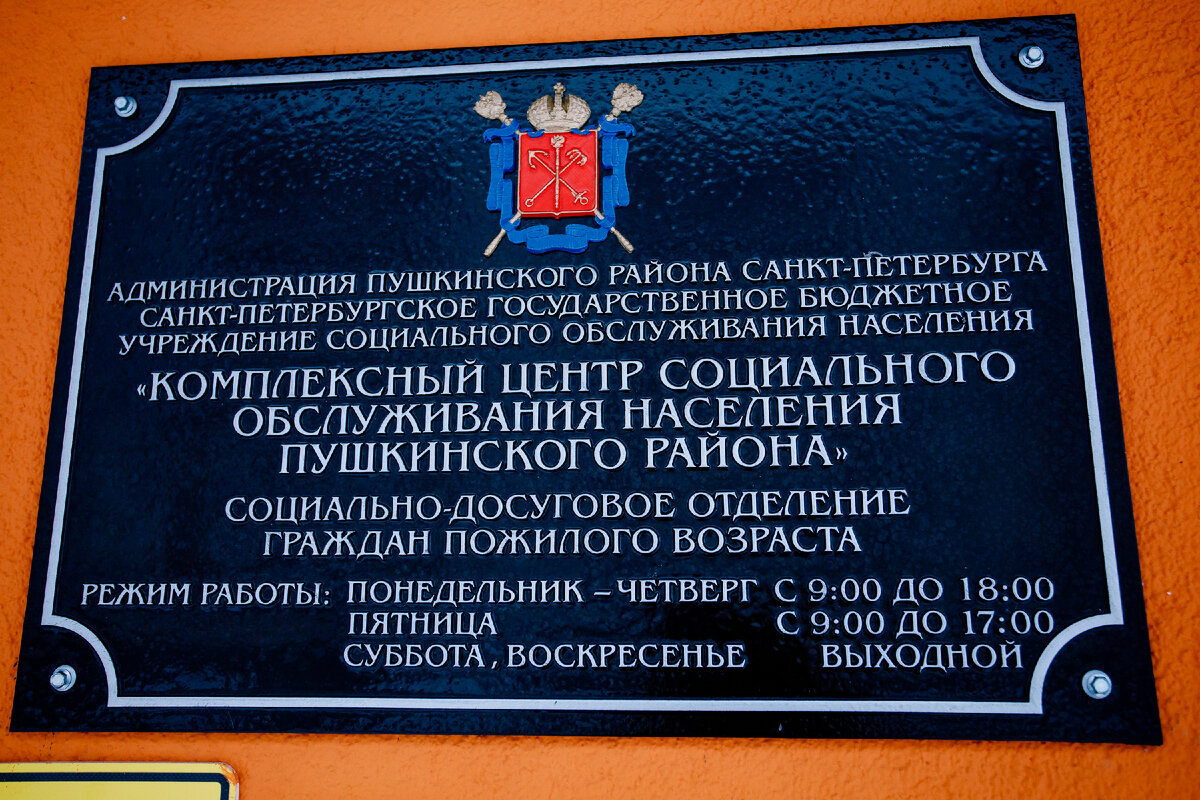 АДМИНИСТРАЦИЯ ПУШКИНСКОГО РАЙОНА САНКТ-ПЕТЕРБУРГА
САНКТ-ПЕТЕРБУРГСКОЕ ГОСУДАРСТВЕННОЕ БЮДЖЕТНОЕ
УЧРЕЖДЕНИЕ СОЦИАЛЬНОГО ОБСЛУЖИВАНИЯ НАСЕЛЕНИЯ
«КОМПЛЕКСНЫЙ ЦЕНТР СОЦИАЛЬНОГО
ОБСЛУЖИВАНИЯ НАСЕЛЕНИЯ
ПУШКИНСКОГО РАЙОНА»
СОЦИАЛЬНО-ДОСУГОВОЕ ОТДЕЛЕНИЕ
ГРАЖДАН ПОЖИЛОГО ВОЗРАСТА
РЕЖИМ РАБОТЫ: ПОНЕДЕЛЬНИК – ЧЕТВЕРГ С 9:00 ДО 18:00
ПЯТНИЦА С 9:00 ДО 17:00
СУББОТА, ВОСКРЕСЕНЬЕ ВЫХОДНОЙ